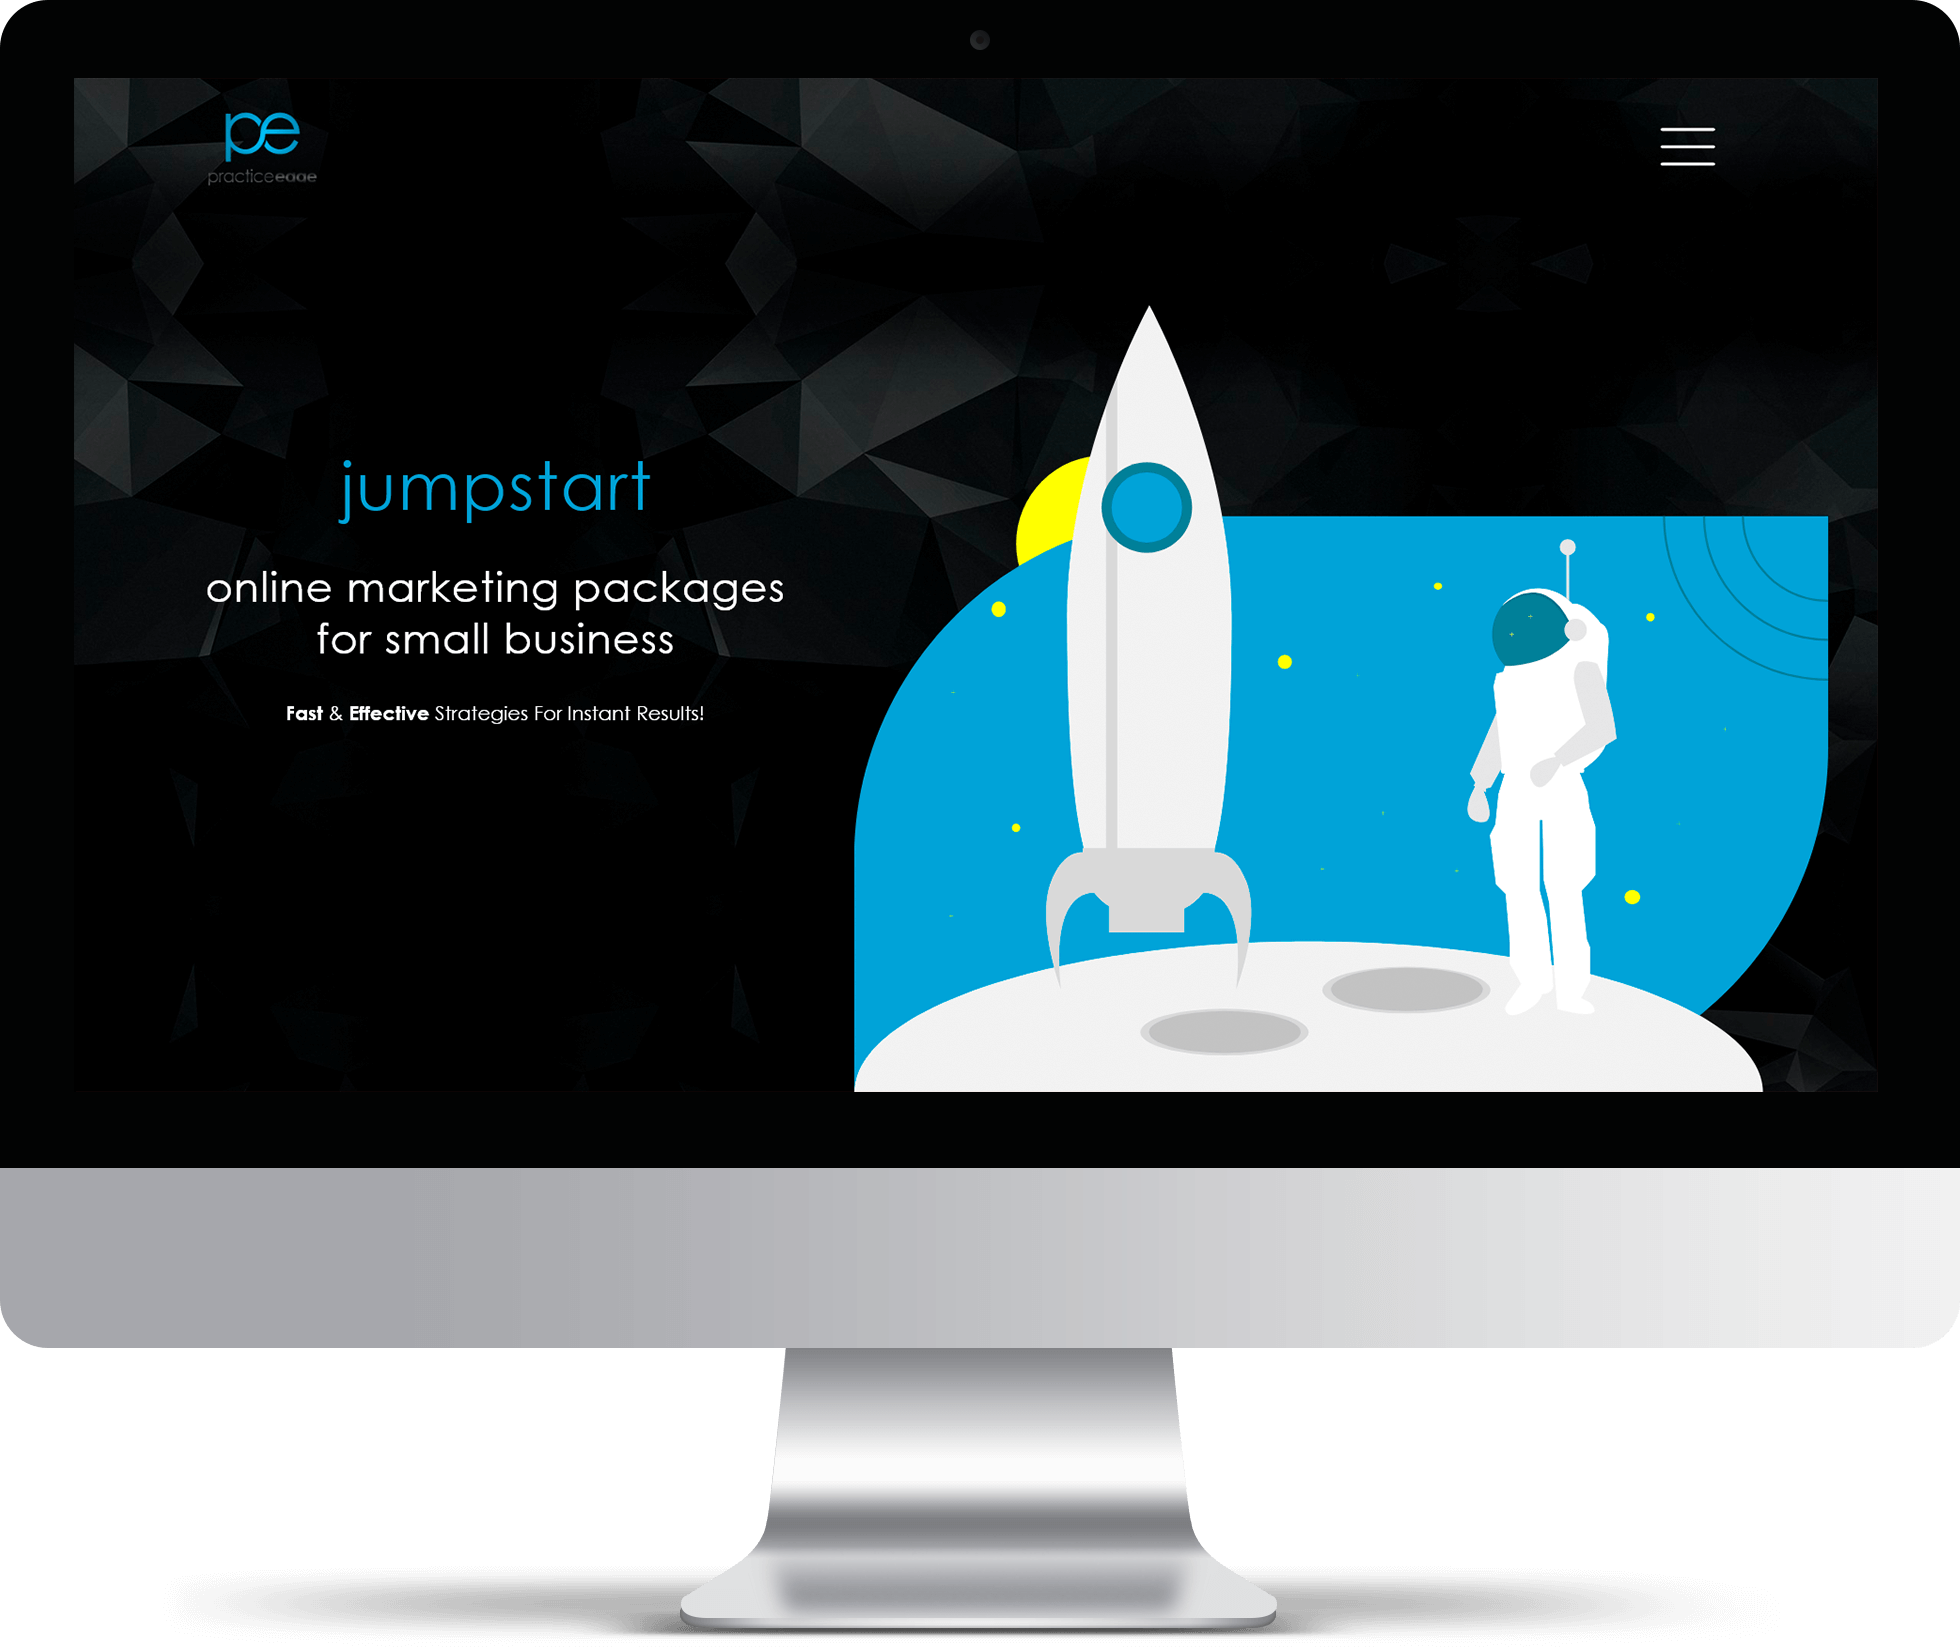 pe
practiceedge
jumpstart
online marketing packages
for small business
Fast & Effective Strategies For Instant Results!